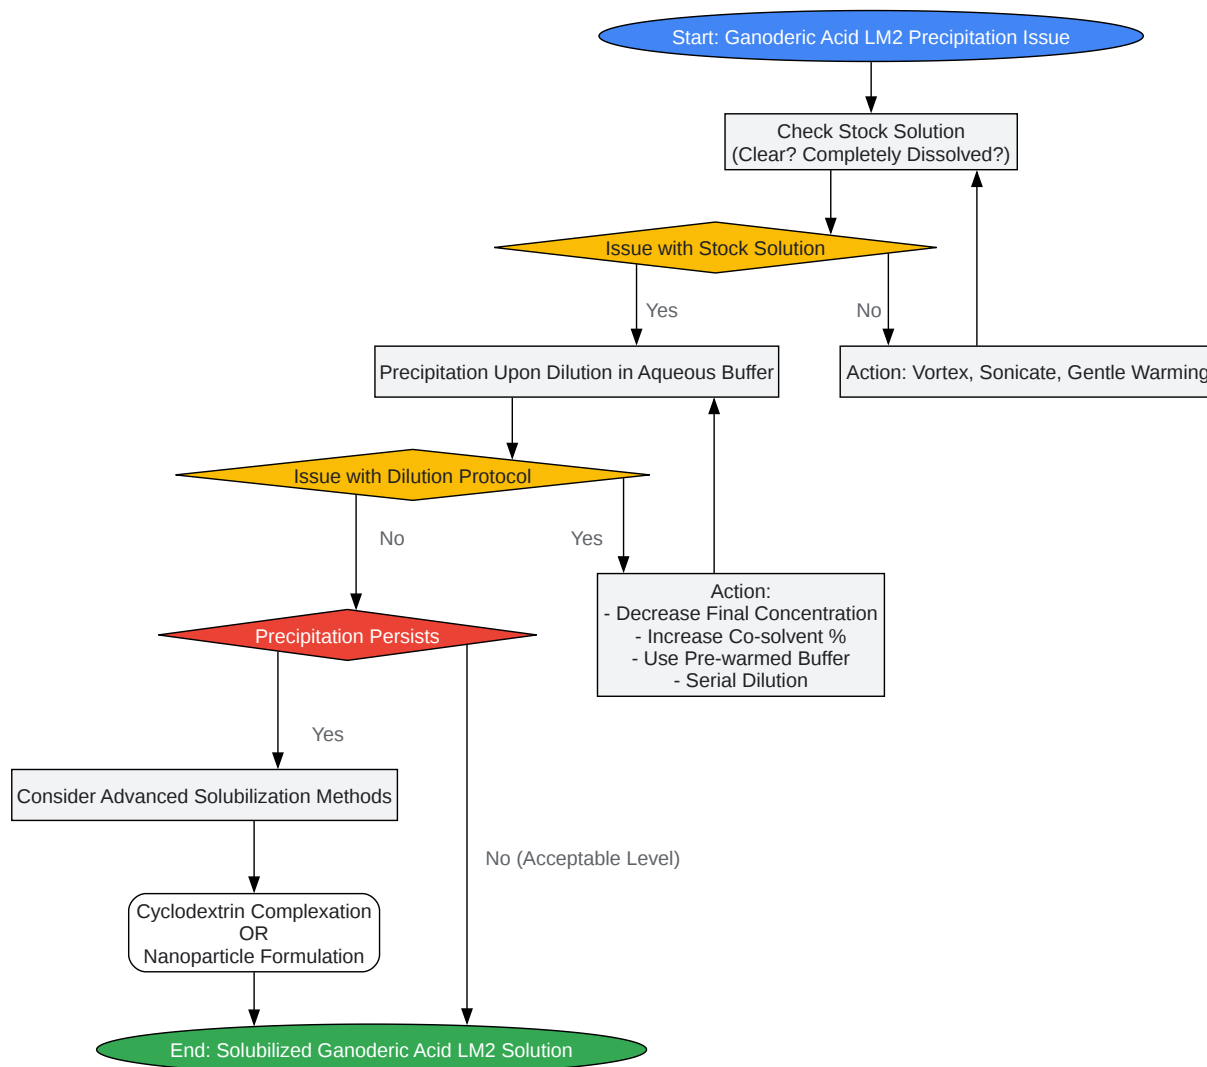 Start: Ganoderic Acid LM2 Precipitation Issue
Check Stock Solution
(Clear? Completely Dissolved?)
Issue with Stock Solution
Yes
No
Precipitation Upon Dilution in Aqueous Buffer
Action: Vortex, Sonicate, Gentle Warming
Issue with Dilution Protocol
No
Yes
Action:
- Decrease Final Concentration
- Increase Co-solvent %
- Use Pre-warmed Buffer
- Serial Dilution
Precipitation Persists
Yes
Consider Advanced Solubilization Methods
No (Acceptable Level)
Cyclodextrin Complexation
OR
Nanoparticle Formulation
End: Solubilized Ganoderic Acid LM2 Solution